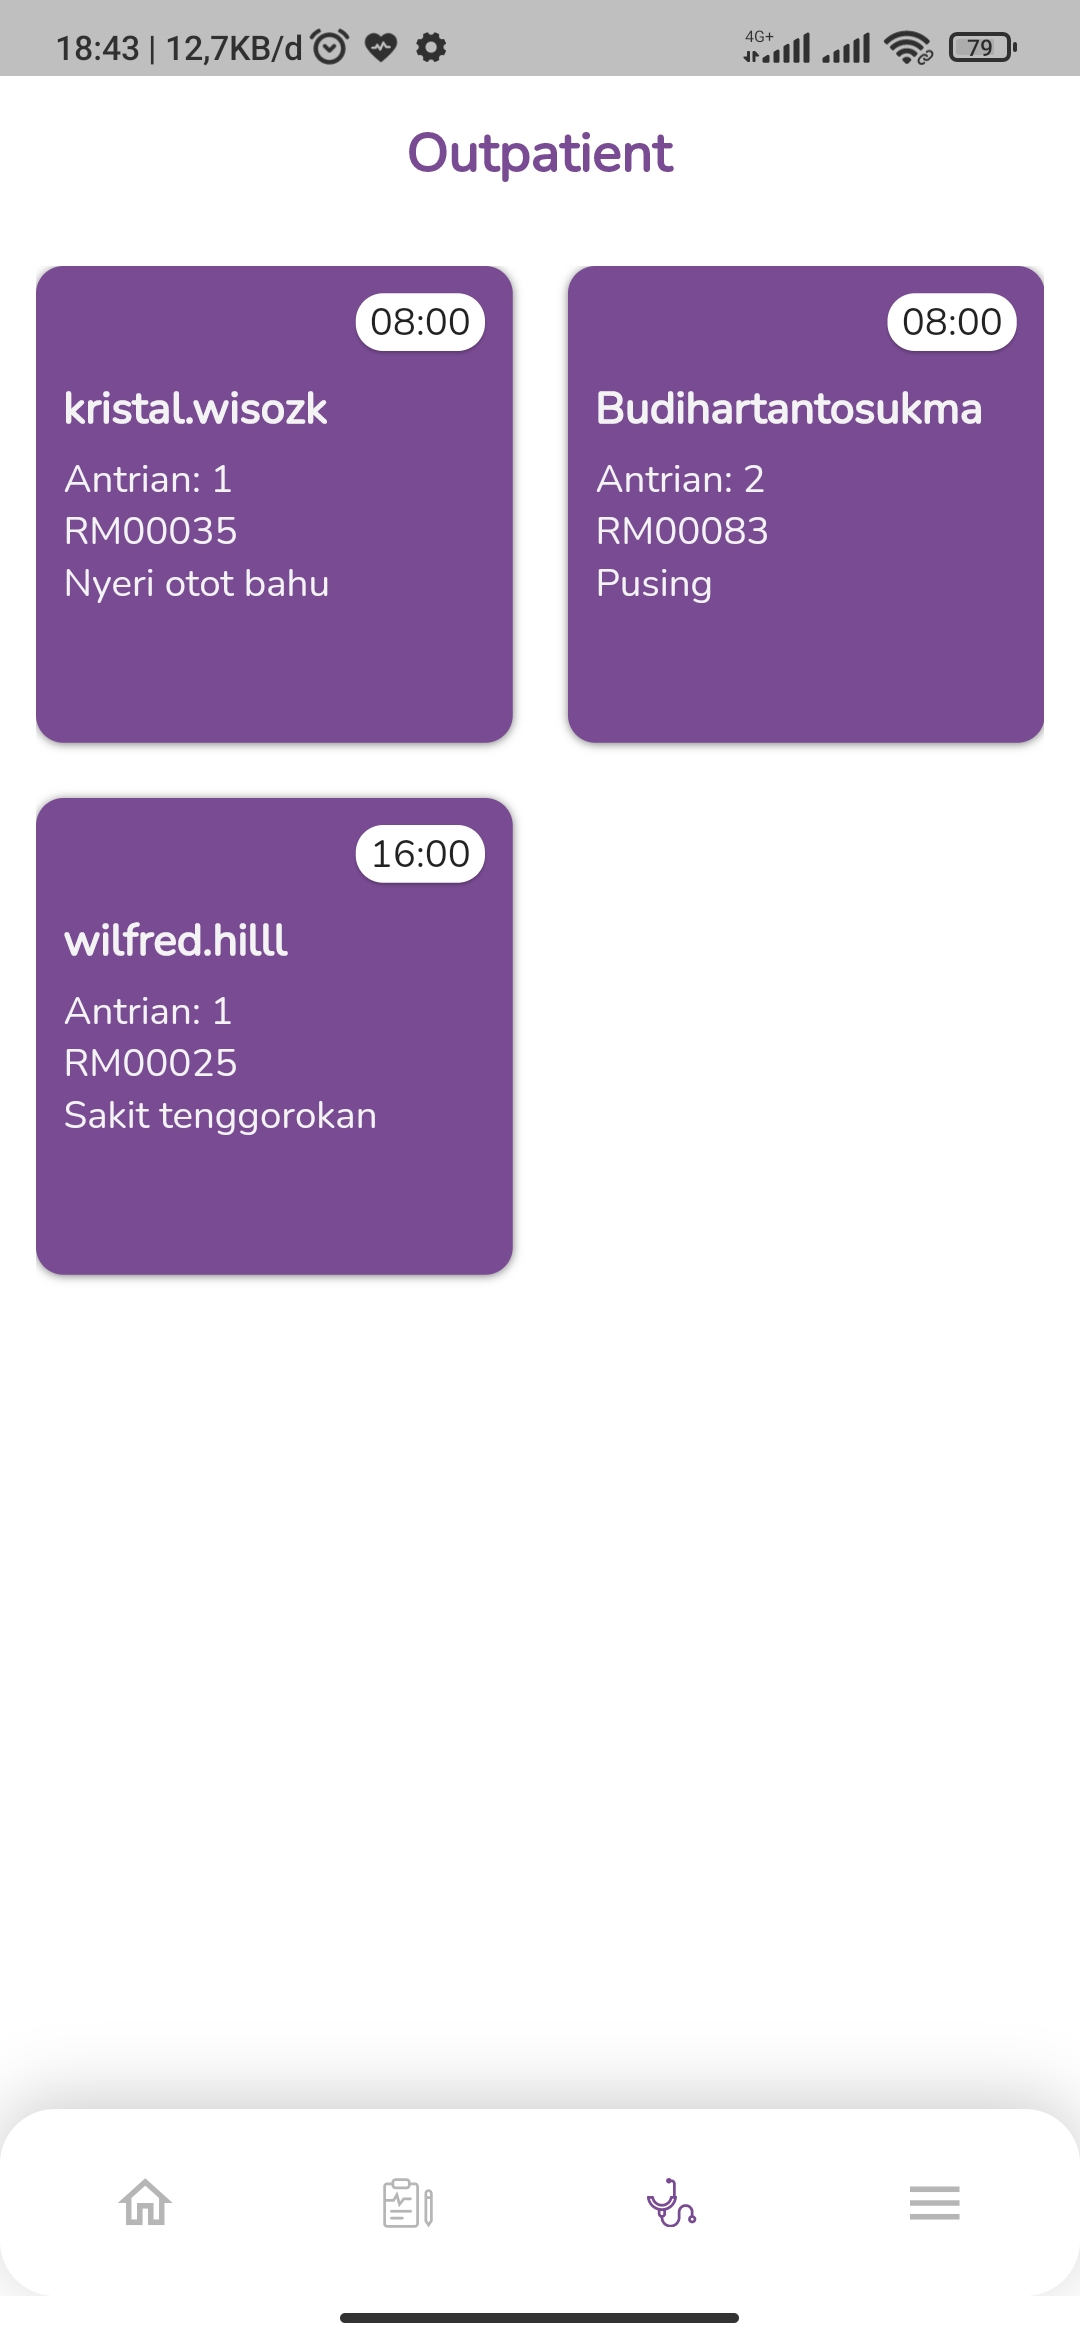 18:43 | 12,7KB/d
4G+
79
Outpatient
08:00
kristal.wisozk
Antrian: 1
RM00035
Nyeri otot bahu
08:00
Budihartantosukma
Antrian: 2
RM00083
Pusing
16:00
wilfred.hilll
Antrian: 1
RM00025
Sakit tenggorokan